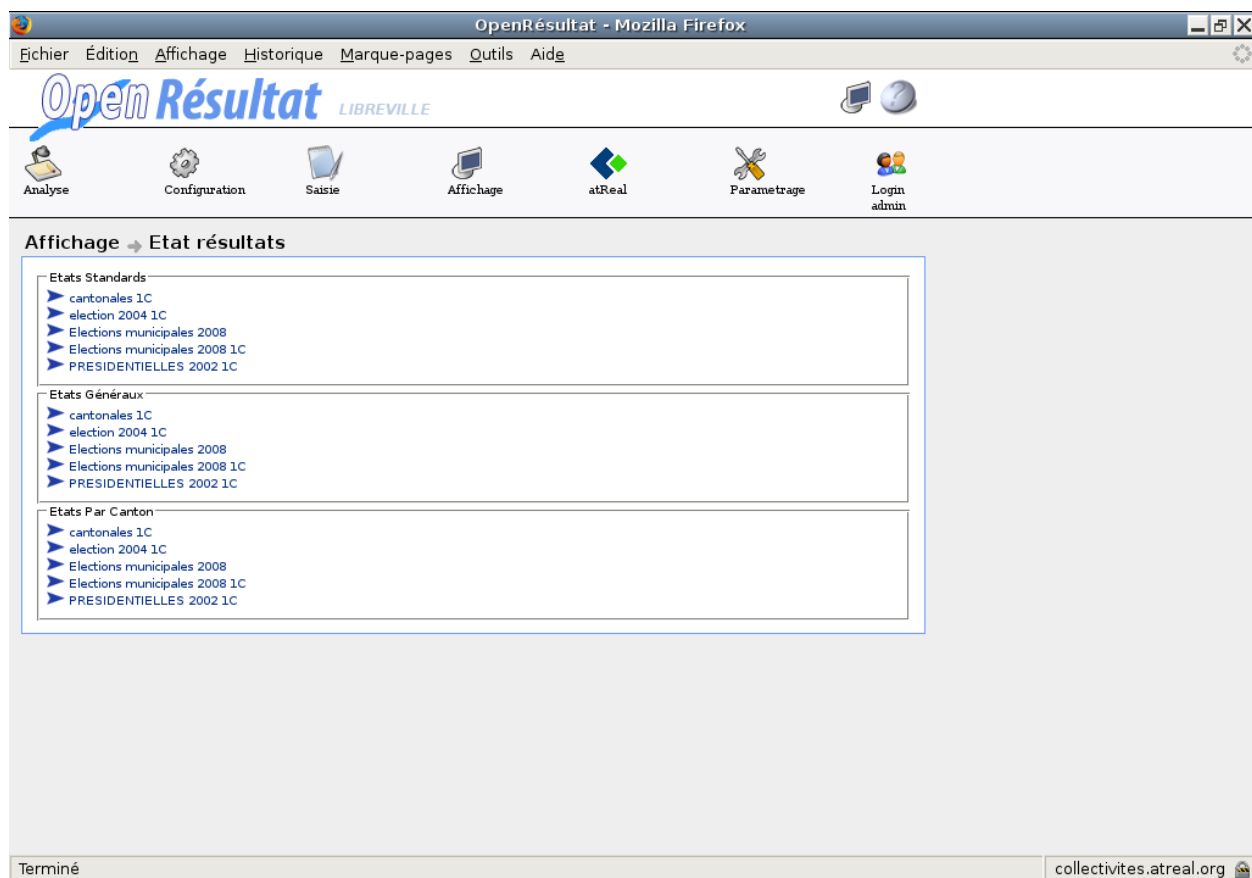 OpenRésultat - Mozilla Firefox
Fichier Édition Affichage Historique Marque-pages Outils Aide
Open Résultat LIBREVILLE
Analyse Configuration Saisie Affichage atReal Parametrage Login admin
Affichage Etat résultats
Etats Standards
cantonales 1C
election 2004 1C
Elections municipales 2008
Elections municipales 2008 1C
PRESIDENTIELLES 2002 1C
Etats Généraux
cantonales 1C
election 2004 1C
Elections municipales 2008
Elections municipales 2008 1C
PRESIDENTIELLES 2002 1C
Etats Par Canton
cantonales 1C
election 2004 1C
Elections municipales 2008
Elections municipales 2008 1C
PRESIDENTIELLES 2002 1C
Terminé collectivites.atreal.org